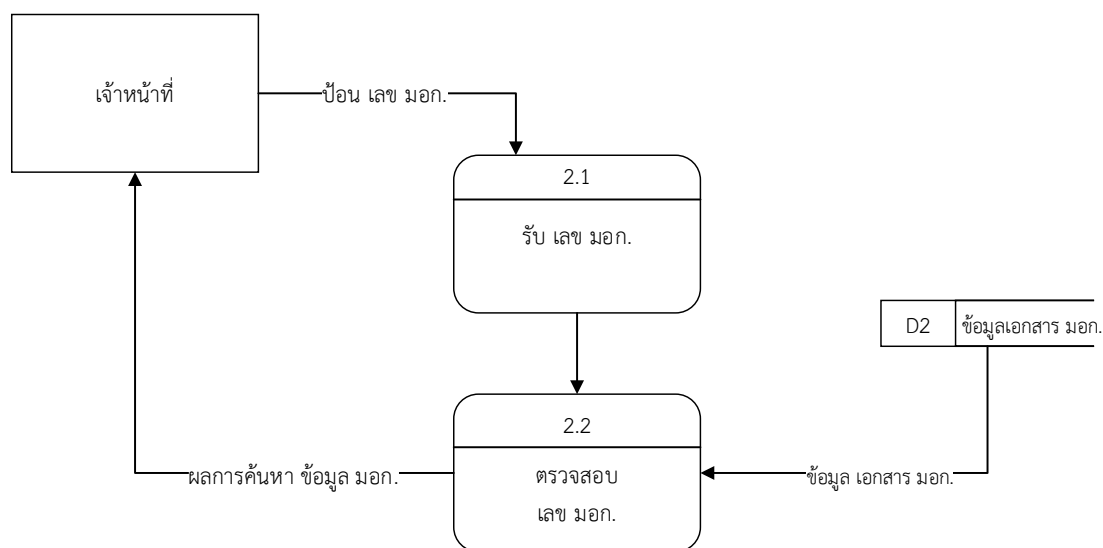 เจ้าหน้าที่
ป้อน เลข มอก.
2.1
รับ เลข มอก.
D2
ข้อมูลเอกสาร มอก.
2.2
ตรวจสอบ
เลข มอก.
ผลการค้นหา ข้อมูล มอก.
ข้อมูล เอกสาร มอก.